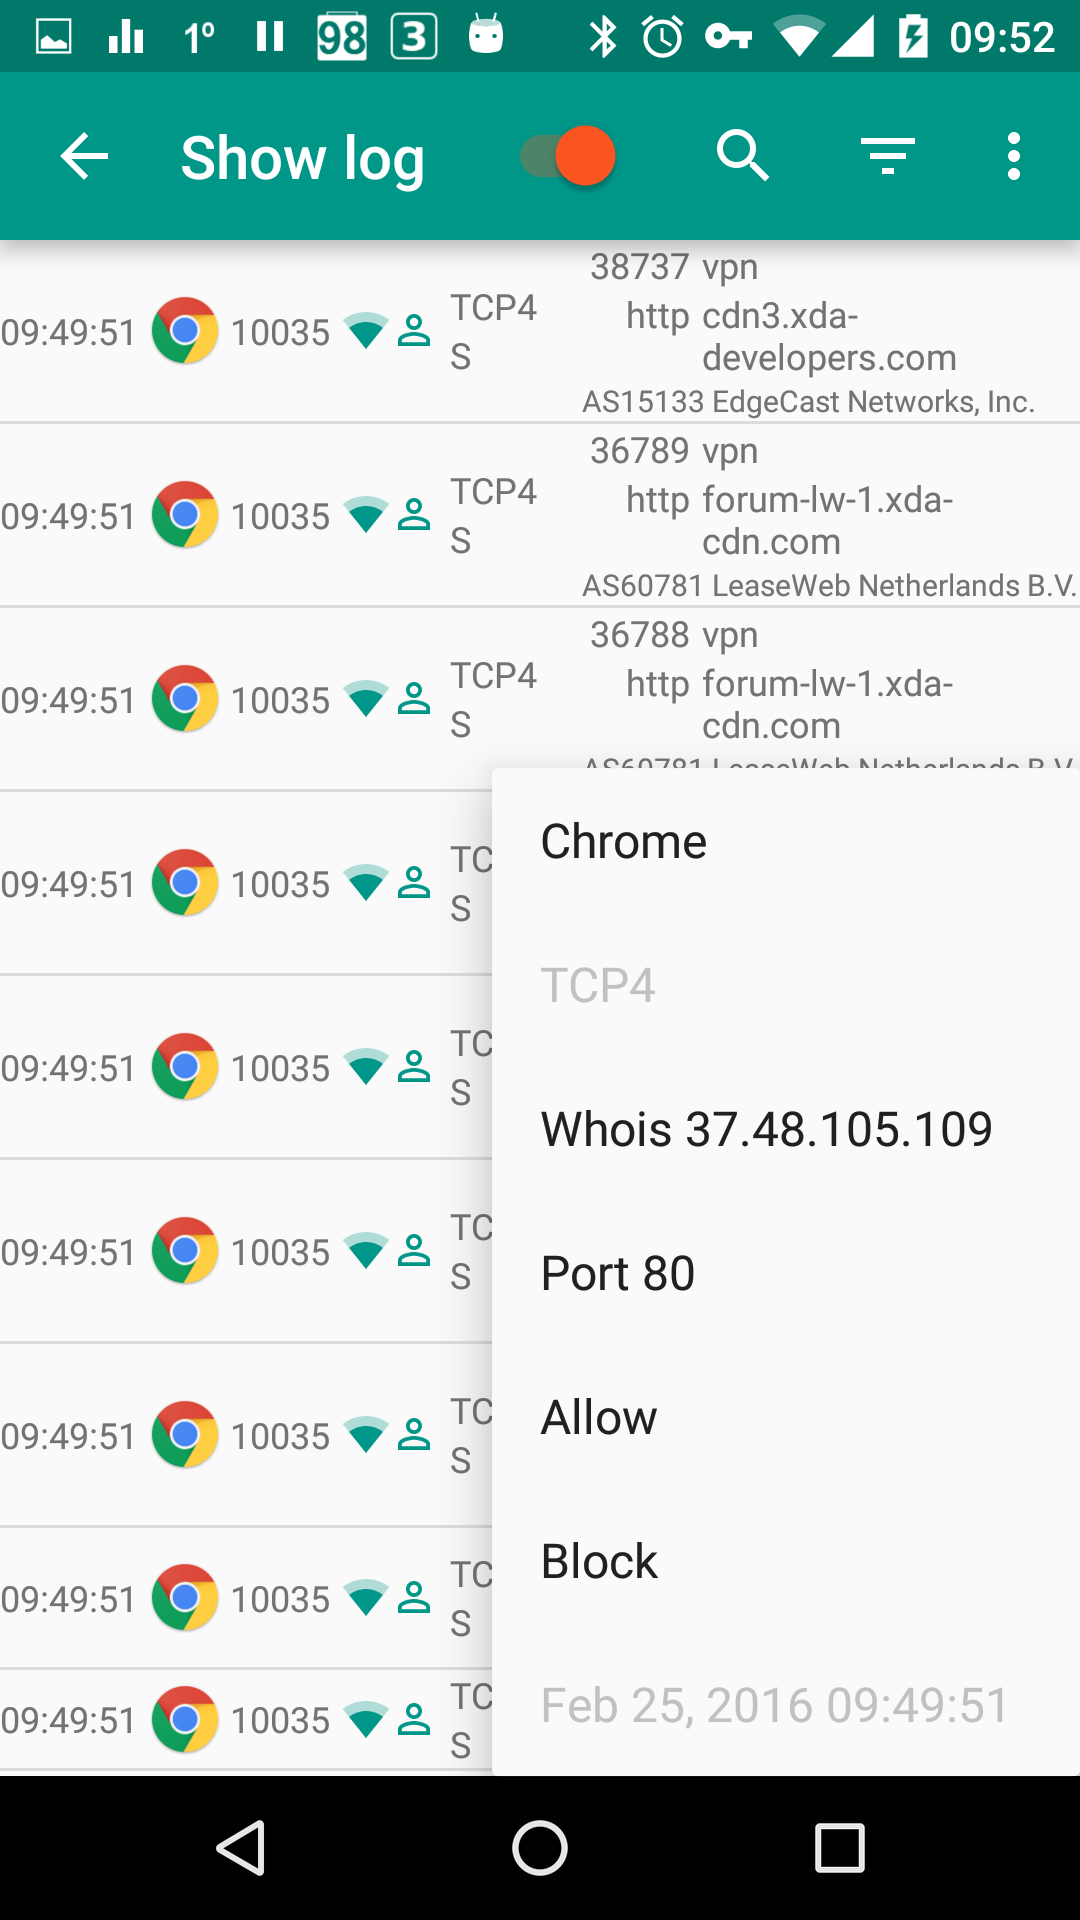 1º 98 3 09:52
Show log
38737 vpn
09:49:51 10035 TCP4 http cdn3.xda-
S developers.com
AS15133 EdgeCast Networks, Inc.
36789 vpn
09:49:51 10035 TCP4 http forum-lw-1.xda-
S cdn.com
AS60781 LeaseWeb Netherlands B.V.
36788 vpn
09:49:51 10035 TCP4 http forum-lw-1.xda-
S cdn.com
AS60781 LeaseWeb Netherlands B.V.
09:49:51 10035 TC
S
09:49:51 10035 TC
S
09:49:51 10035 TC
S
09:49:51 10035 TC
S
09:49:51 10035 TC
S
09:49:51 10035 TC
S
Chrome
TCP4
Whois 37.48.105.109
Port 80
Allow
Block
Feb 25, 2016 09:49:51